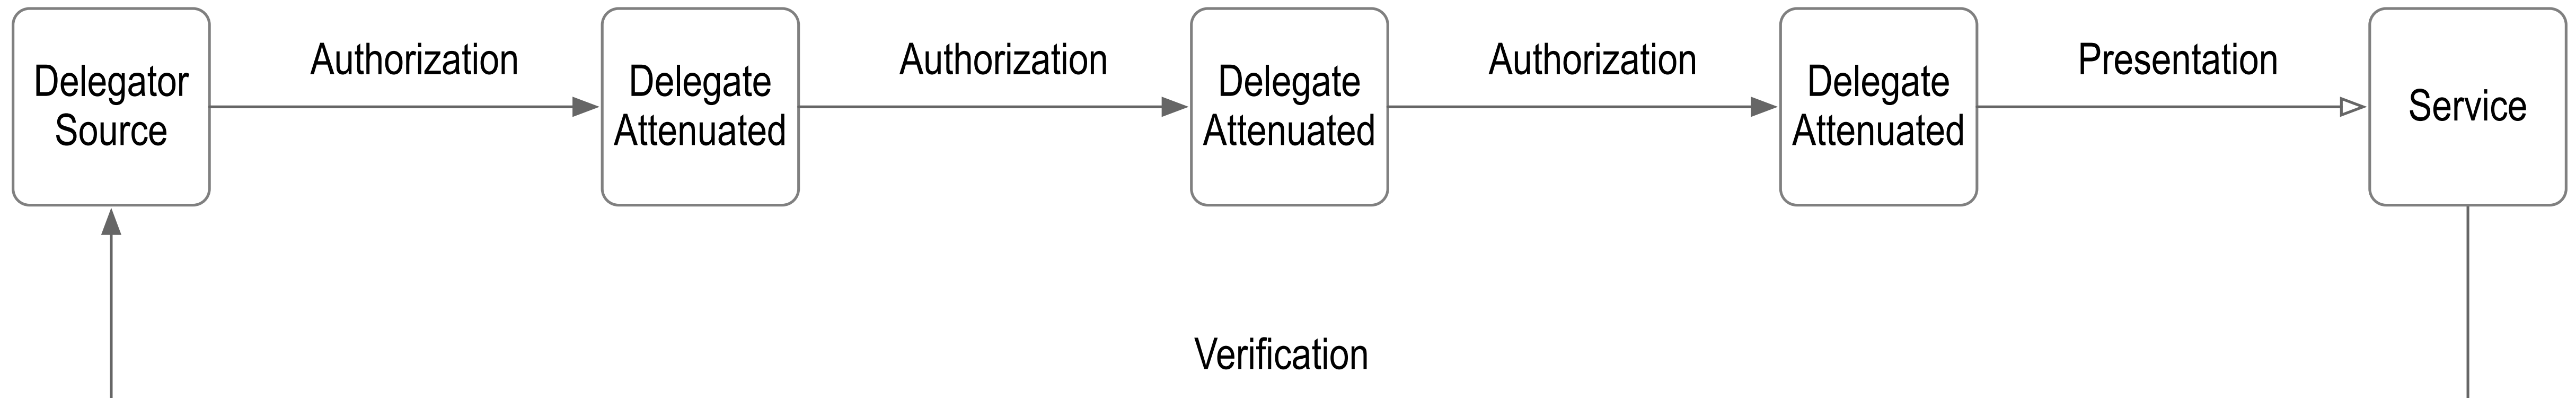 Delegator
Source
Authorization
Delegate
Attenuated
Authorization
Delegate
Attenuated
Authorization
Delegate
Attenuated
Presentation
Service
Verification